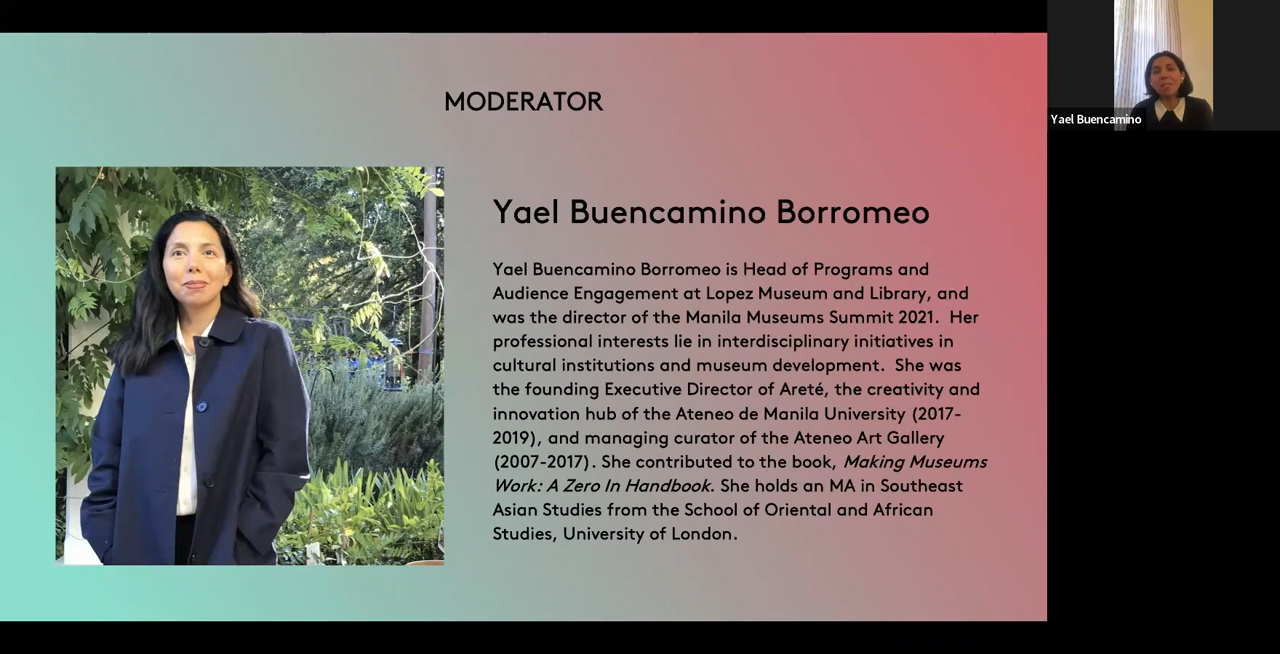 MODERATOR
Yael Buencamino Borromeo
Yael Buencamino Borromeo is Head of Programs and
Audience Engagement at Lopez Museum and Library, and
was the director of the Manila Museums Summit 2021.  Her
professional interests lie in interdisciplinary initiatives in
cultural institutions and museum development.  She was
the founding Executive Director of Areté, the creativity and
innovation hub of the Ateneo de Manila University (2017-
2019), and managing curator of the Ateneo Art Gallery
(2007-2017). She contributed to the book, Making Museums
Work: A Zero In Handbook. She holds an MA in Southeast
Asian Studies from the School of Oriental and African
Studies, University of London.
Yael Buencamino